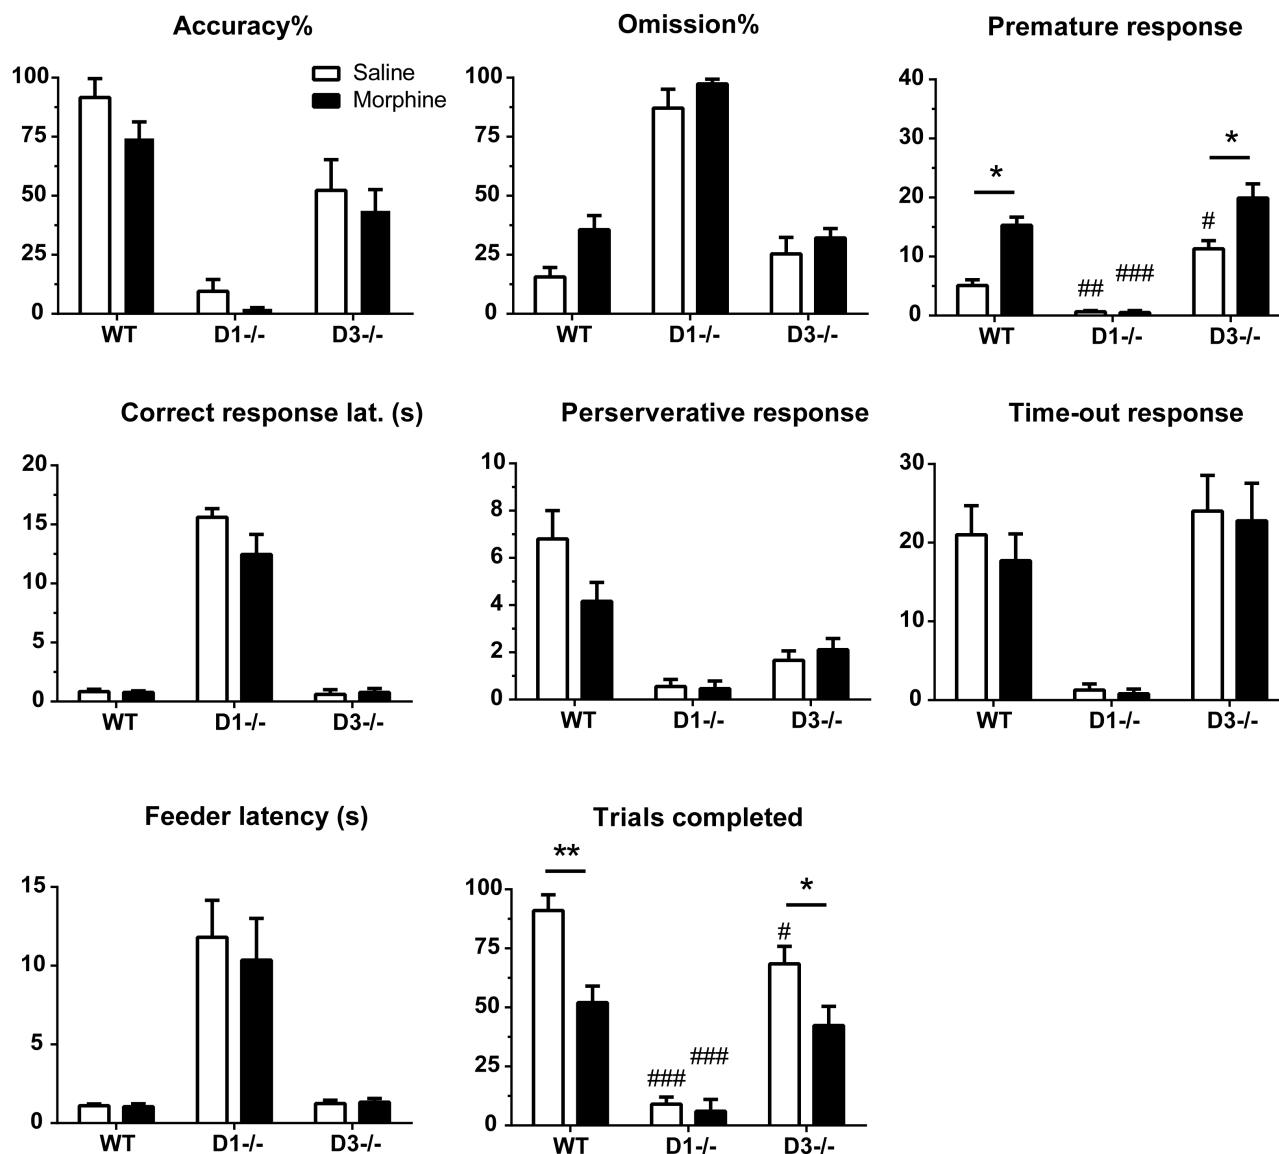 Accuracy%
Saline
Morphine
100
75
50
25
0
WT
D1-/-
D3-/-
Omission%
100
75
50
25
0
WT
D1-/-
D3-/-
Premature response
40
30
20
10
0
*
##
###
#
*
WT
D1-/-
D3-/-
Correct response lat. (s)
20
15
10
5
0
WT
D1-/-
D3-/-
Perserverative response
10
8
6
4
2
0
WT
D1-/-
D3-/-
Time-out response
30
20
10
0
WT
D1-/-
D3-/-
Feeder latency (s)
15
10
5
0
WT
D1-/-
D3-/-
Trials completed
100
75
50
25
0
**
###
###
#
*
WT
D1-/-
D3-/-